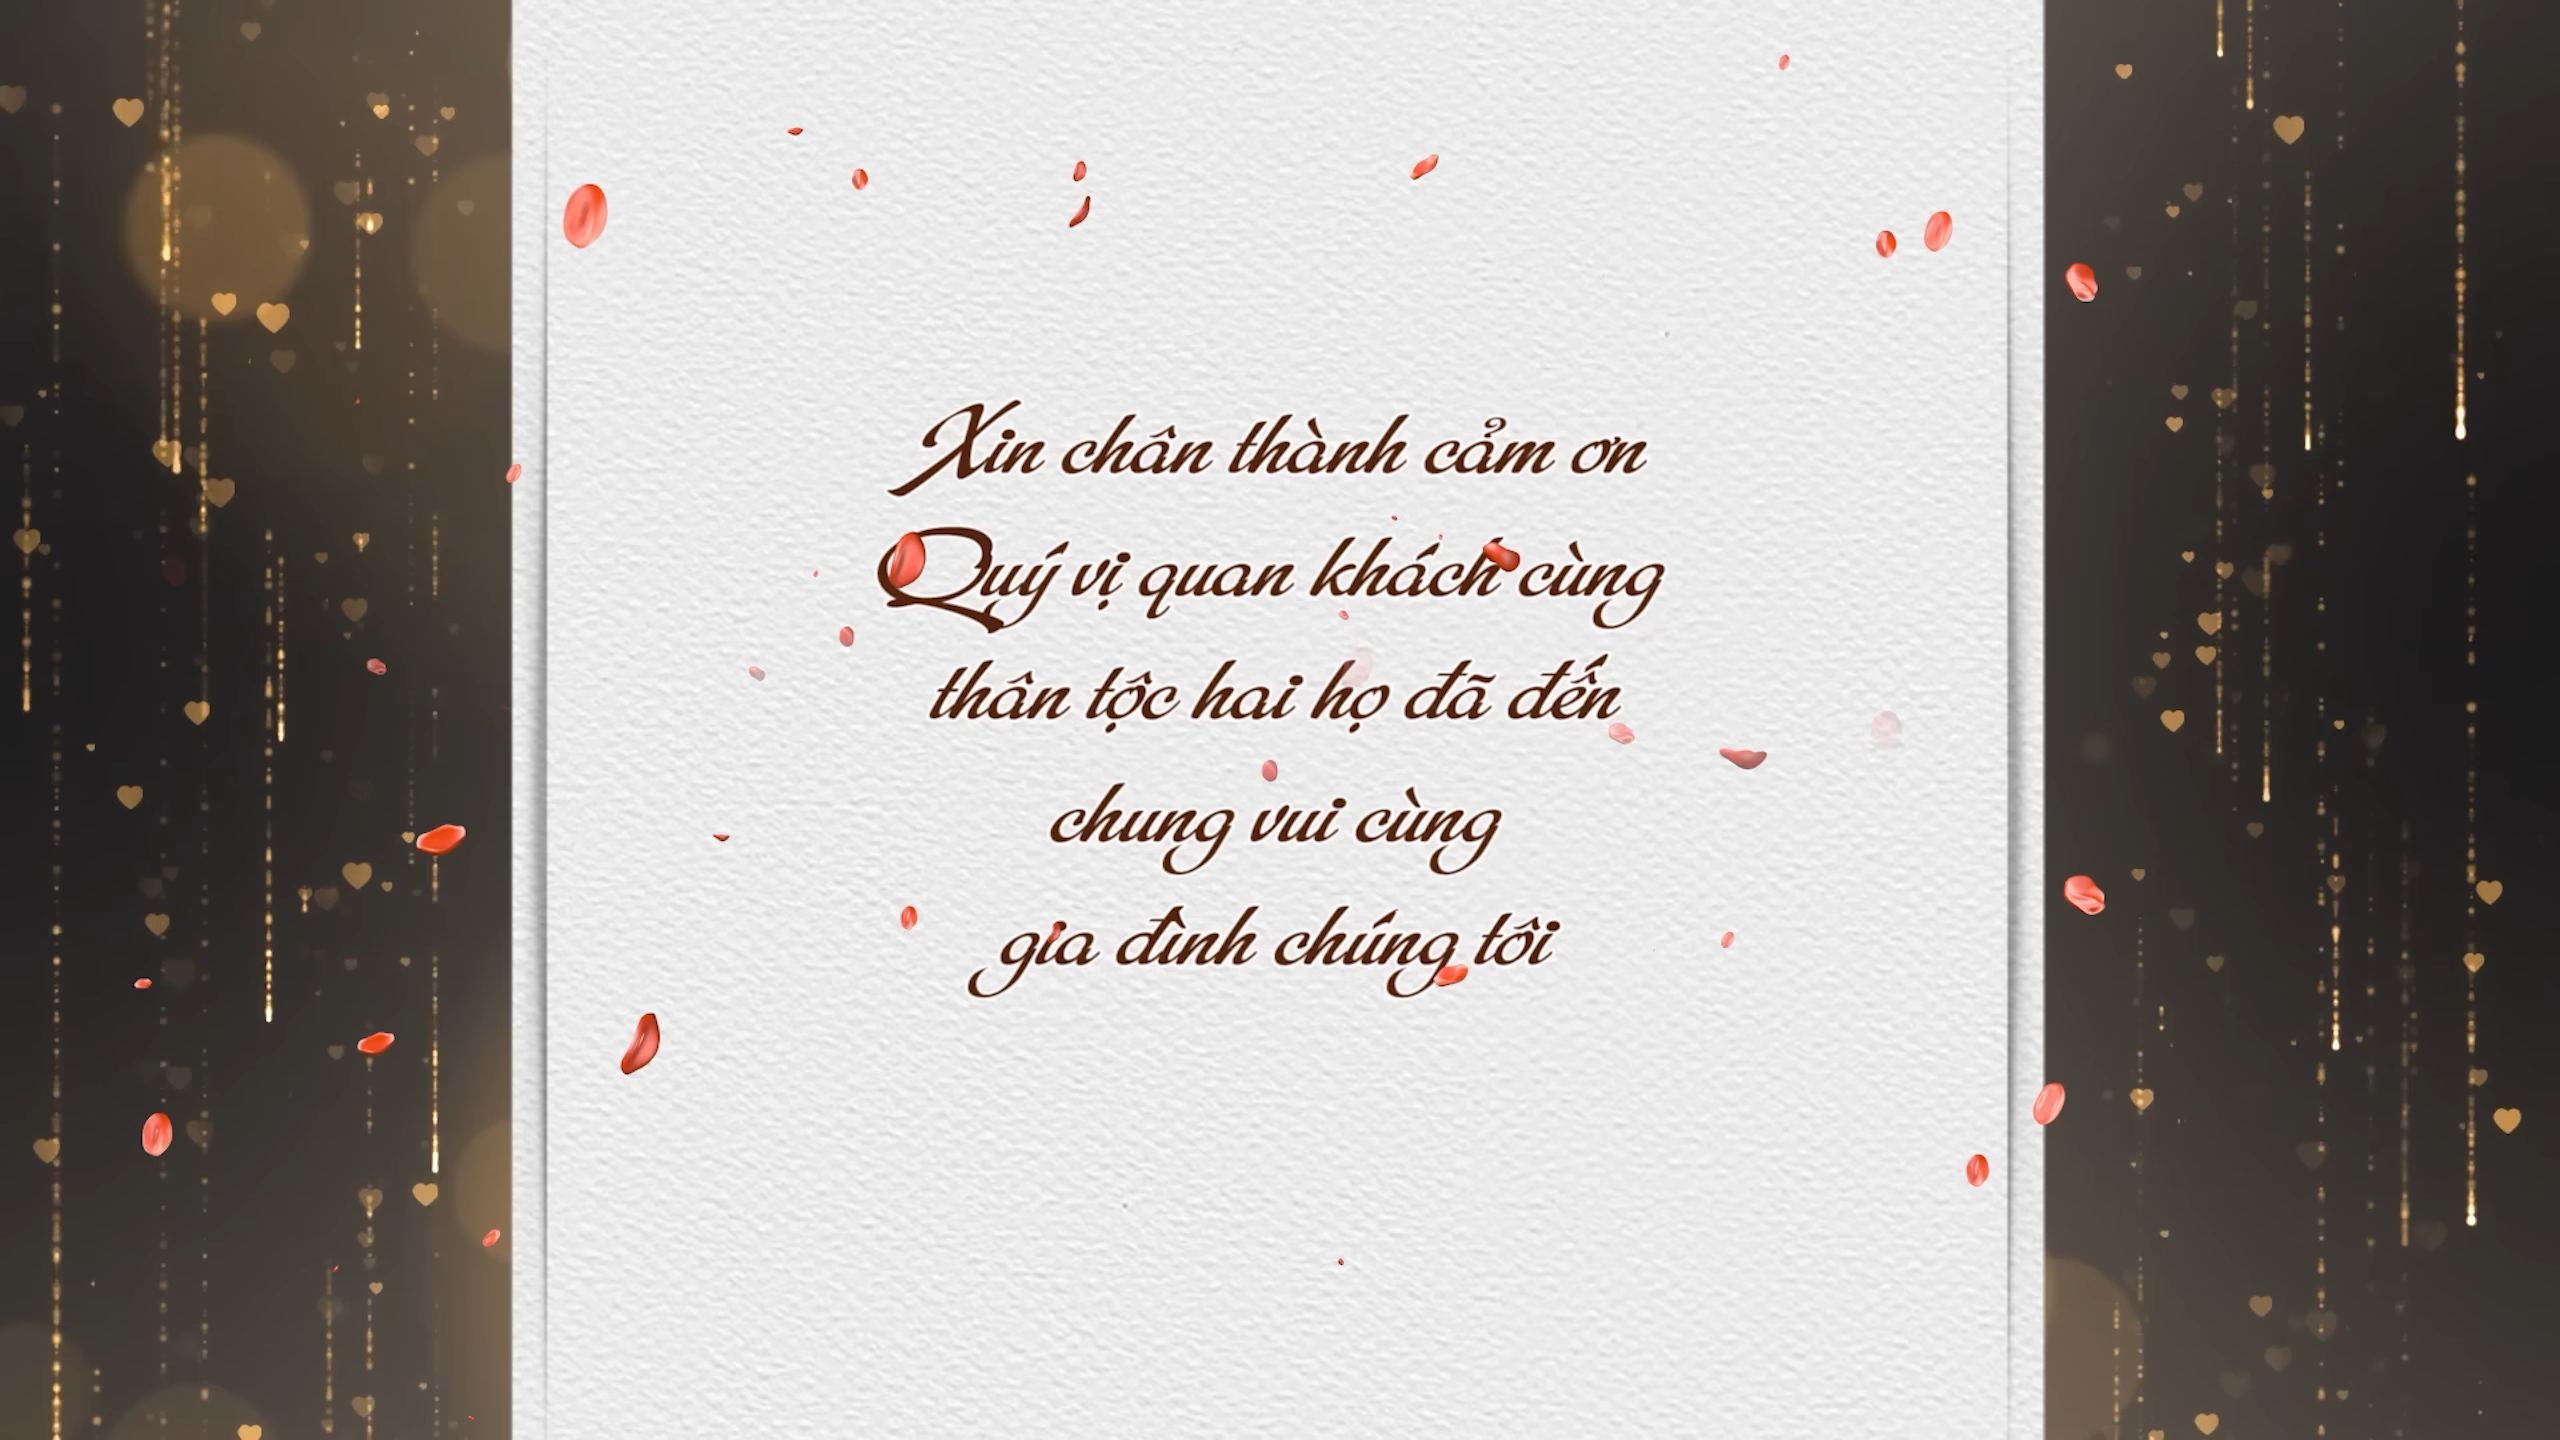 Xin chân thành cảm ơn
Quý vị quan khách cùng
thân tộc hai họ đã đến
chung vui cùng
gia đình chúng tôi